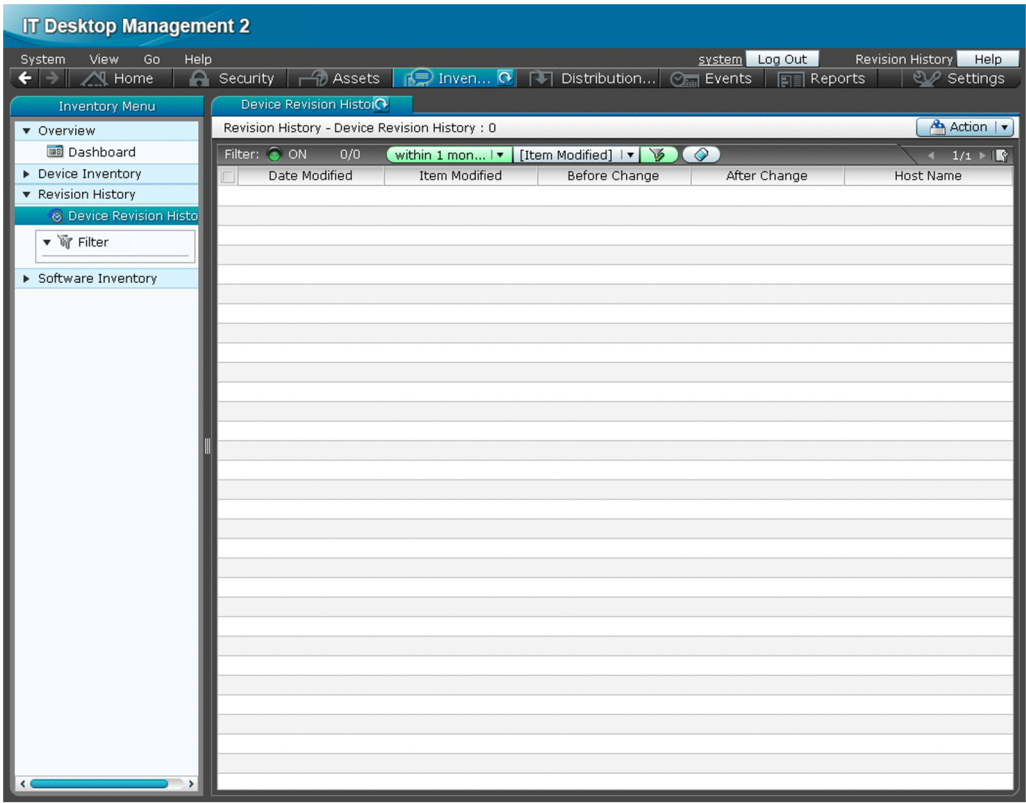 IT Desktop Management 2
System View Go Help system Log Out Revision History Help
Home Security Assets Inven... Distribution... Events Reports Settings
Inventory Menu
Device Revision Histo
Overview
Dashboard
Device Inventory
Revision History
Device Revision Histo
Filter
Software Inventory
Revision History - Device Revision History : 0
Action
Filter: ON 0/0 within 1 mon... [Item Modified] 1/1
Date Modified Item Modified Before Change After Change Host Name